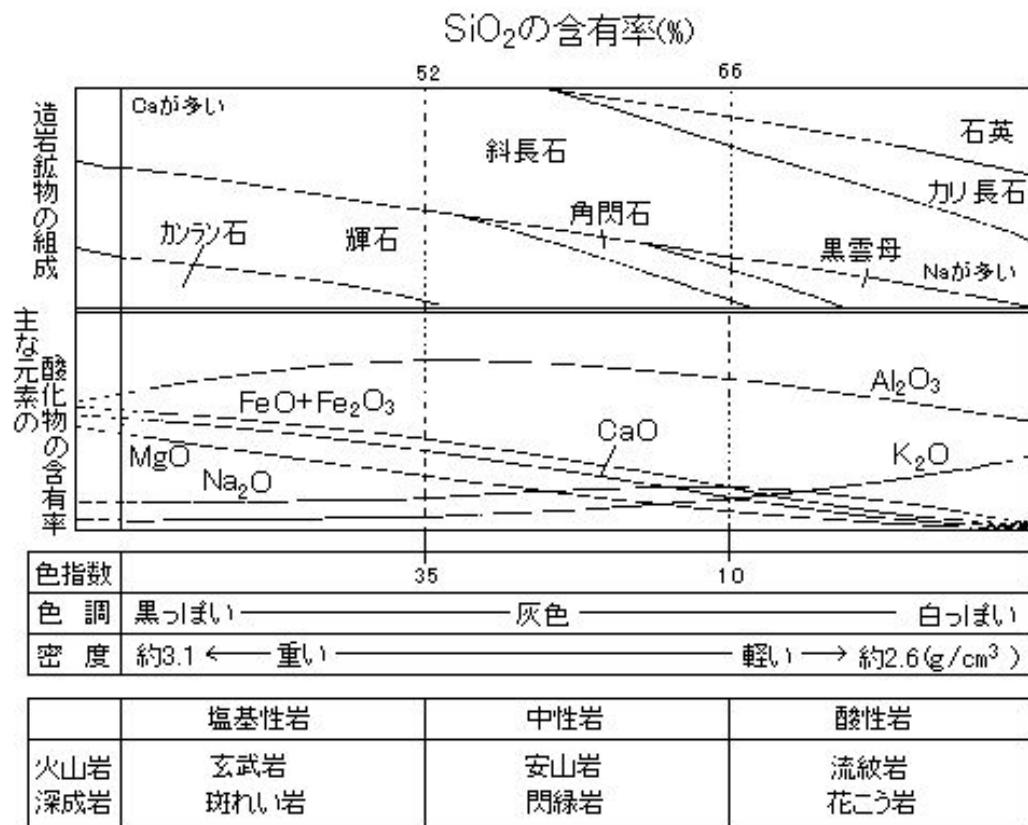 SiO₂の含有率(%)
52 66
造岩鉱物の組成
Caが多い
斜長石
石英
カリ長石
角閃石
カンラン石
輝石
黒雲母
Naが多い
主な元素の
酸化物の含有率
Al₂O₃
FeO+Fe₂O₃
CaO
MgO
K₂O
Na₂O
色指数 35 10
色調 黒っぽい 灰色 白っぽい
密度 約3.1 ← 重い 軽い → 約2.6(g/cm³)
塩基性岩 中性岩 酸性岩
火山岩 玄武岩 安山岩 流紋岩
深成岩 斑れい岩 閃緑岩 花こう岩